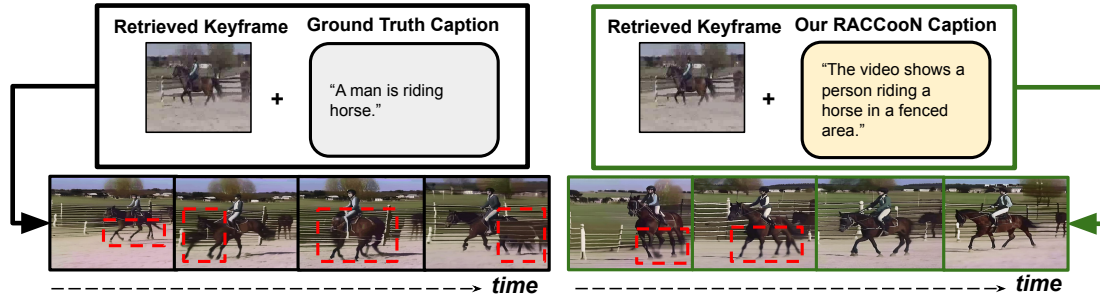 Retrieved Keyframe
Ground Truth Caption
+
“A man is riding
horse.”
time
Retrieved Keyframe
Our RACCooN Caption
+
“The video shows a
person riding a
horse in a fenced
area.”
time